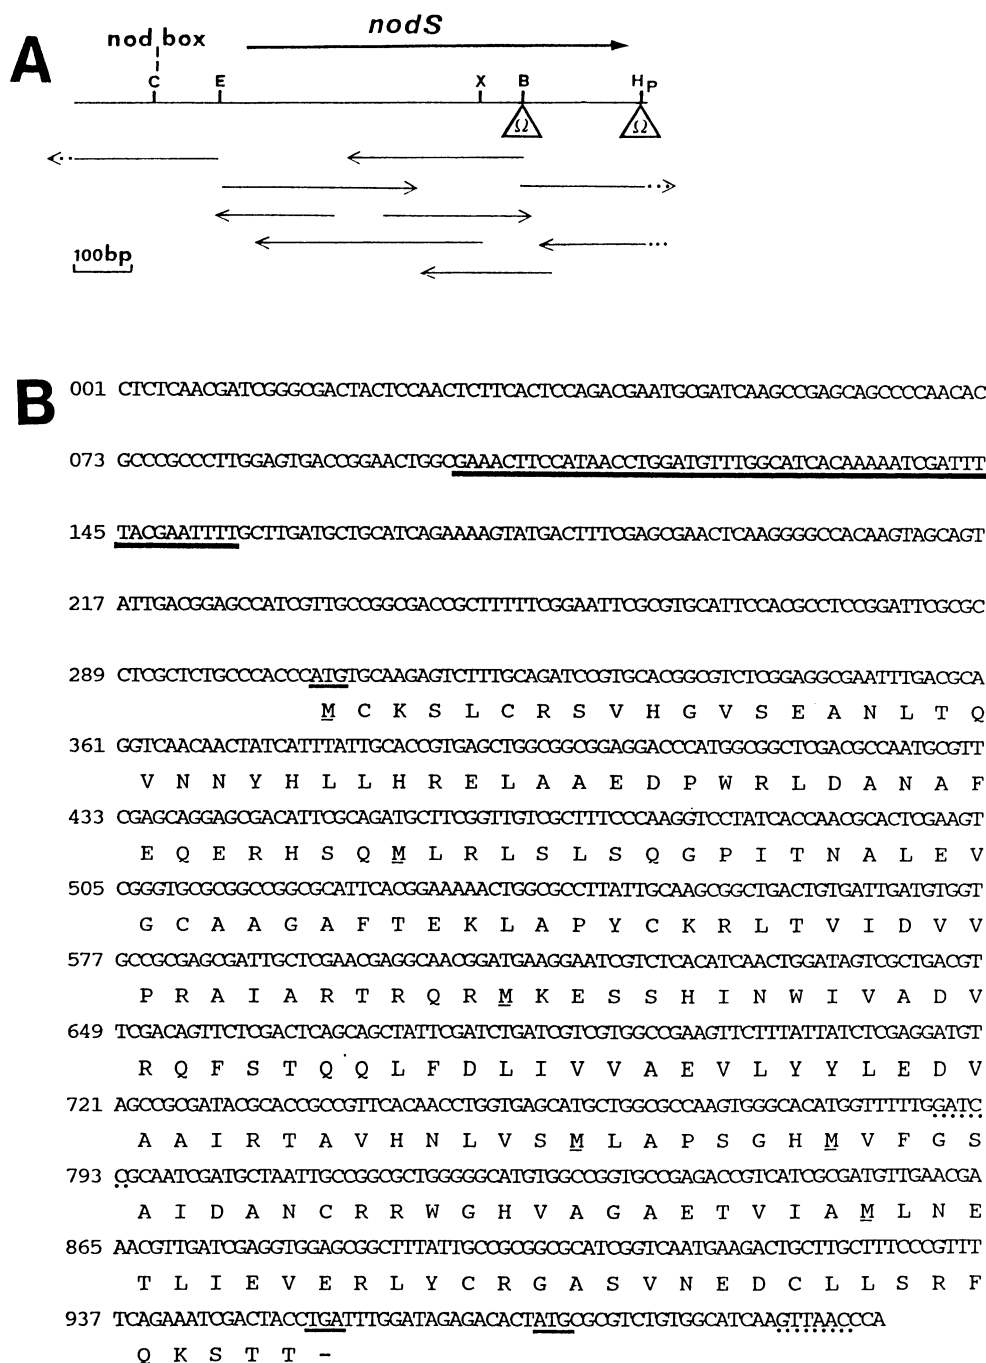 A
nod box
nodS
C E X B H P
Ω Ω
100bp
B
001 CTCTCAACGATCGGGCGACTACTCCAACTCTTCACTCCAGACGAATGCGATCAAGCCGAGCAGCCCCAACAC
073 GCCCGCCCTTGGAGTGACCGGAACTGGCGAAACTTCCATAACCTGGATGTTTGGCATCACAAAAATCGATTT
145 TACGAATTTTGCTTGATGCTGCATCAGAAAAGTATGACTTTCGAGCGAACTCAAGGGGCCACAAGTAGCAGT
217 ATTGACGGAGCCATCGTTGCCGGCGACCGCTTTTTCGGAATTCGCGTGCATTCCACGCCTCCGGATTCGCGC
289 CTCGCTCTGCCCACCCATGTGCAAGAGTCTTTGCAGATCCGTGCACGGCGTCTCGGAGGCGAATTTGACGCA
M C K S L C R S V H G V S E A N L T Q
361 GGTCAACAACTATCATTTATTGCACCGTGAGCTGGCGGCGGAGGACCCATGGCGGCTCGACGCCAATGCGTT
V N N Y H L L H R E L A A E D P W R L D A N A F
433 CGAGCAGGAGCGACATTCGCAGATGCTTCGGTTGTCGCTTTCCCAAGGTCCTATCACCAACGCACTCGAAGT
E Q E R H S Q M L R L S L S Q G P I T N A L E V
505 CGGGTGCGCGGCCGGCGCATTCACGGAAAAACTGGCGCCTTATTGCAAGCGGCTGACTGTGATTGATGTGGT
G C A A G A F T E K L A P Y C K R L T V I D V V
577 GCCGCGAGCGATTGCTCGAACGAGGCAACGGATGAAGGAATCGTCTCACATCAACTGGATAGTCGCTGACGT
P R A I A R T R Q R M K E S S H I N W I V A D V
649 TCGACAGTTCTCGACTCAGCAGCTATTCGATCTGATCGTCGTGGCCGAAGTTCTTTATTATCTCGAGGATGT
R Q F S T Q Q L F D L I V V A E V L Y Y L E D V
721 AGCCGCGATACGCACCGCCGTTCACAACCTGGTGAGCATGCTGGCGCCAAGTGGGCACATGGTTTTTGGATC
A A I R T A V H N L V S M L A P S G H M V F G S
793 CGCAATCGATGCTAATTGCCGGCGCTGGGGGCATGTGGCCGGTGCCGAGACCGTCATCGCGATGTTGAACGA
A I D A N C R R W G H V A G A E T V I A M L N E
865 AACGTTGATCGAGGTGGAGCGGCTTTATTGCCGCGGCGCATCGGTCAATGAAGACTGCTTGCTTTCCCGTTT
T L I E V E R L Y C R G A S V N E D C L L S R F
937 TCAGAAATCGACTACCTGATTTGGATAGAGACACTATGCGCGTCTGTGGCATCAAGTTAACCCA
Q K S T T –